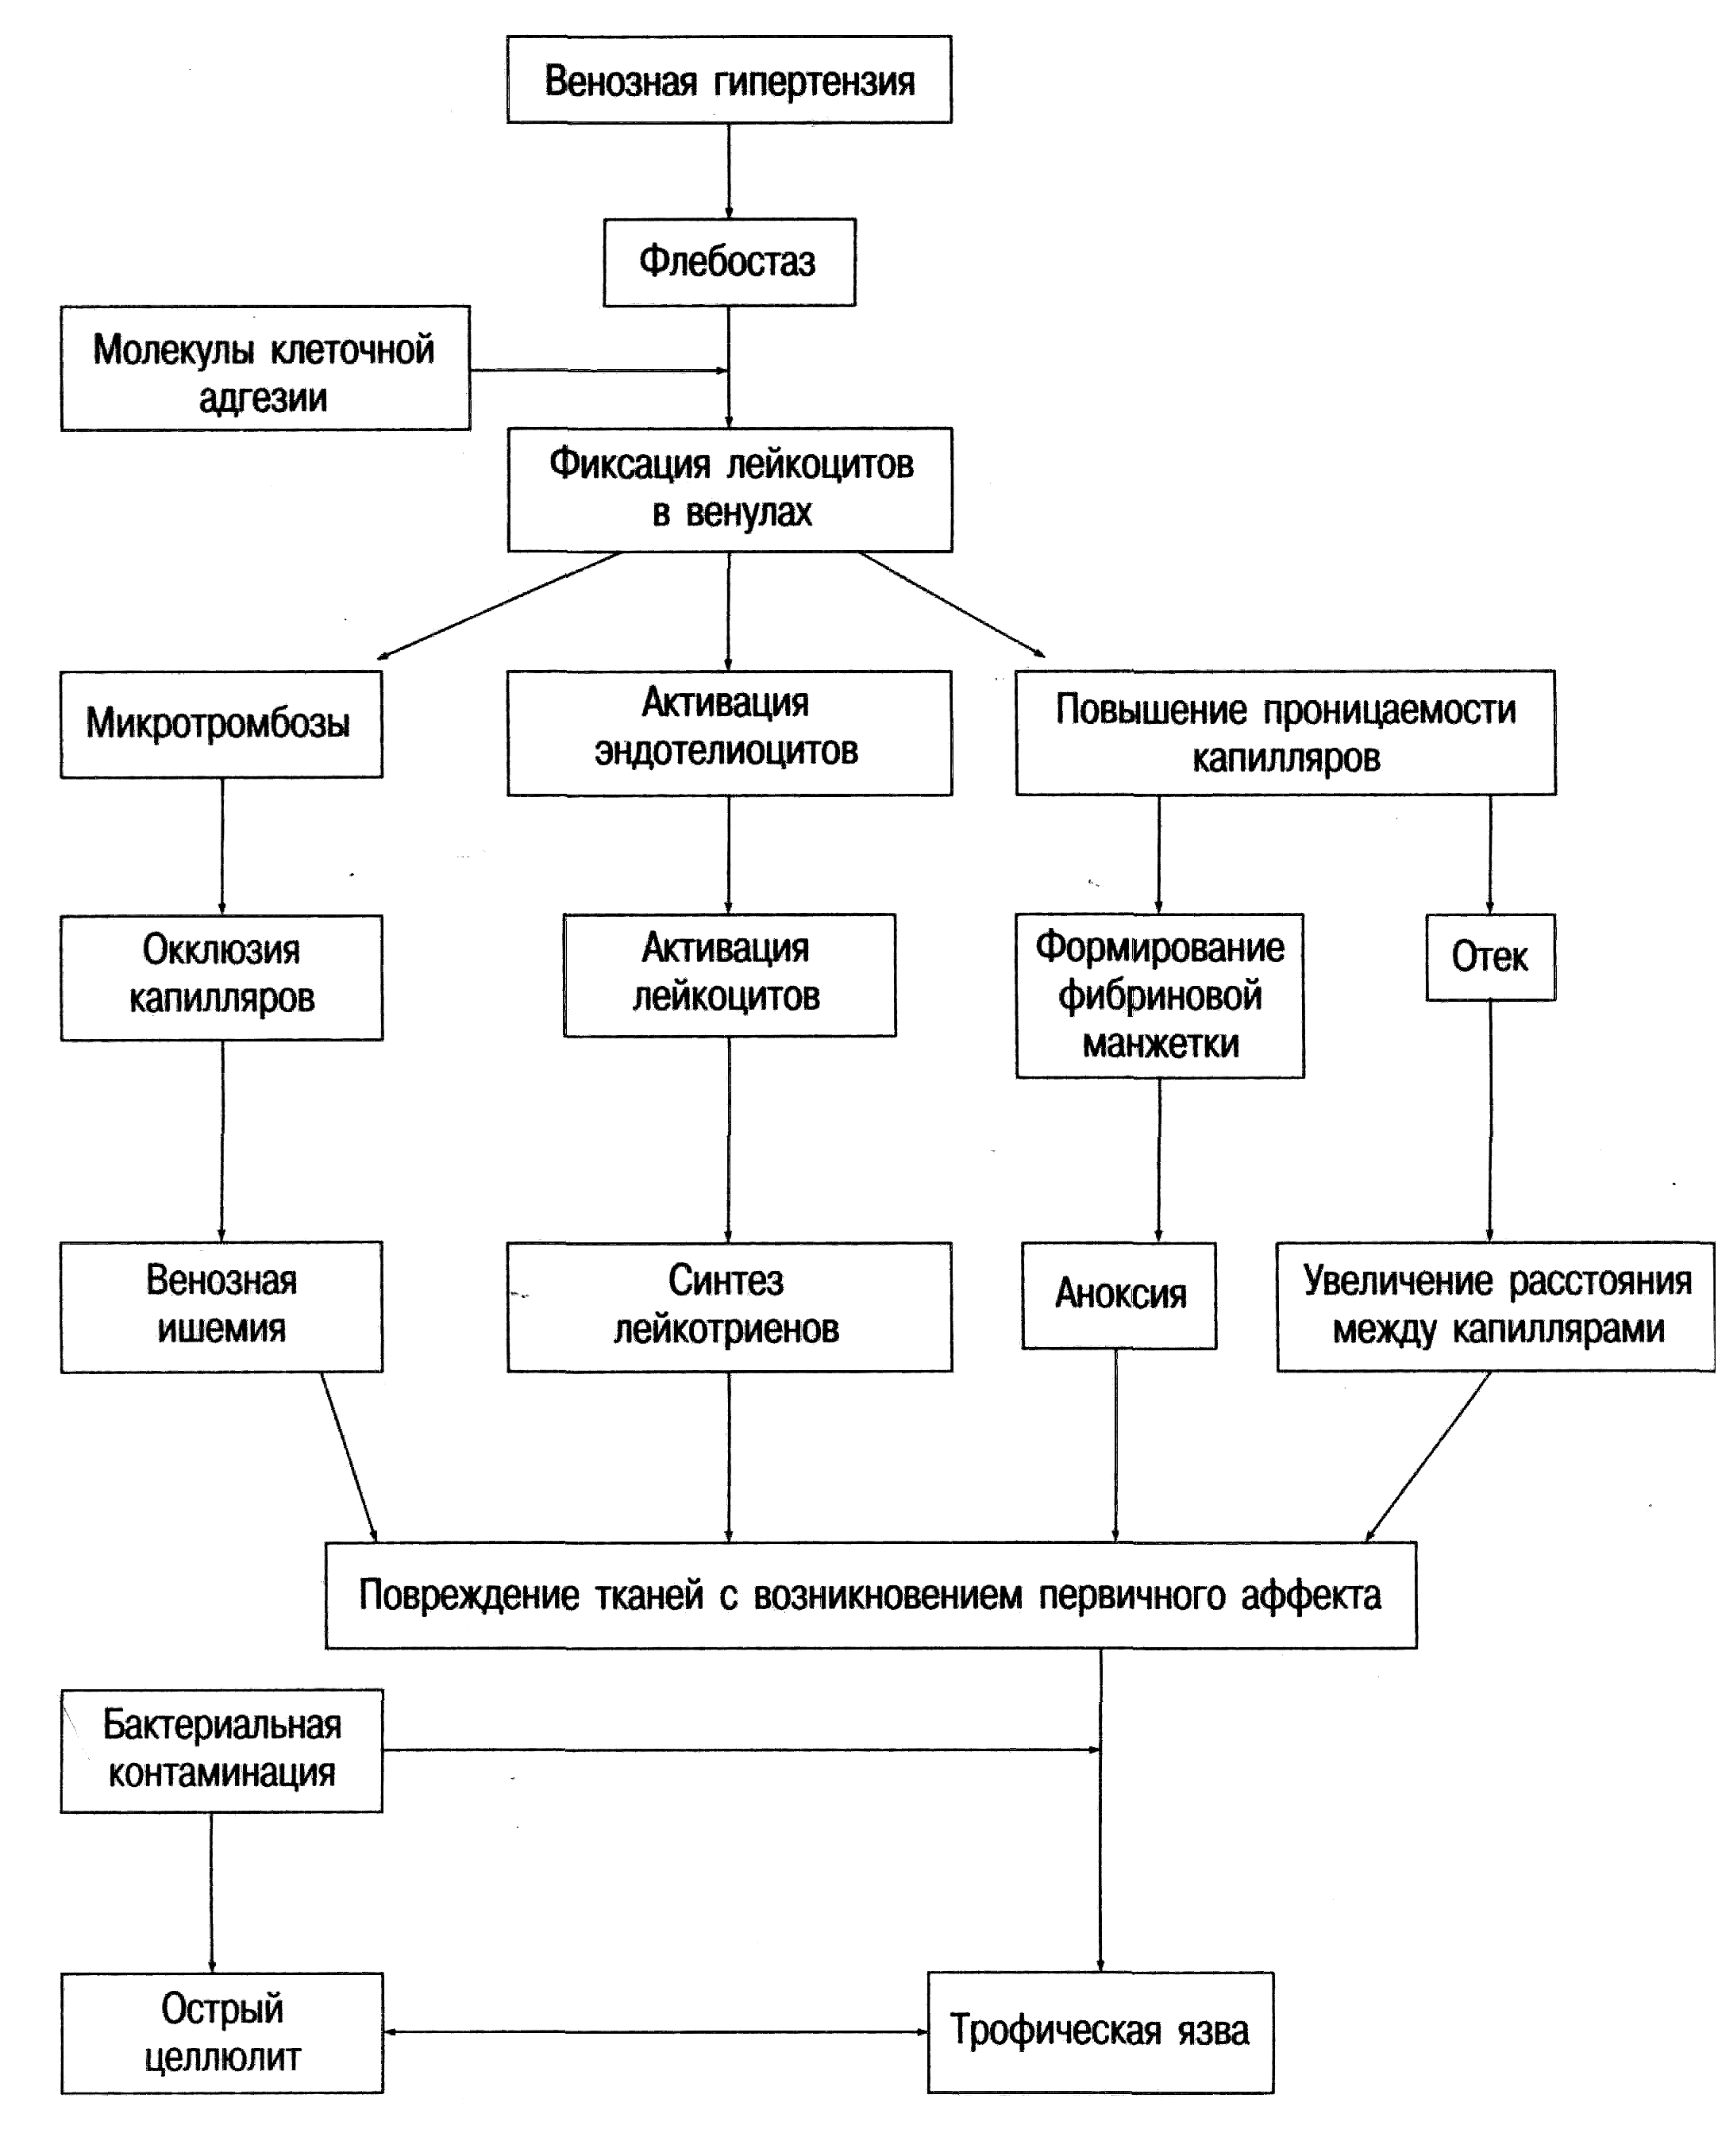 Венозная гипертензия
Флебостаз
Молекулы клеточной
адгезии
Фиксация лейкоцитов
в венулах
Микротромбозы
Активация
эндотелиоцитов
Повышение проницаемости
капилляров
Окклюзия
капилляров
Активация
лейкоцитов
Формирование
фибриновой
манжетки
Отек
Венозная
ишемия
Синтез
лейкотриенов
Аноксия
Увеличение расстояния
между капиллярами
Повреждение тканей с возникновением первичного аффекта
Бактериальная
контаминация
Острый
целлюлит
Трофическая язва